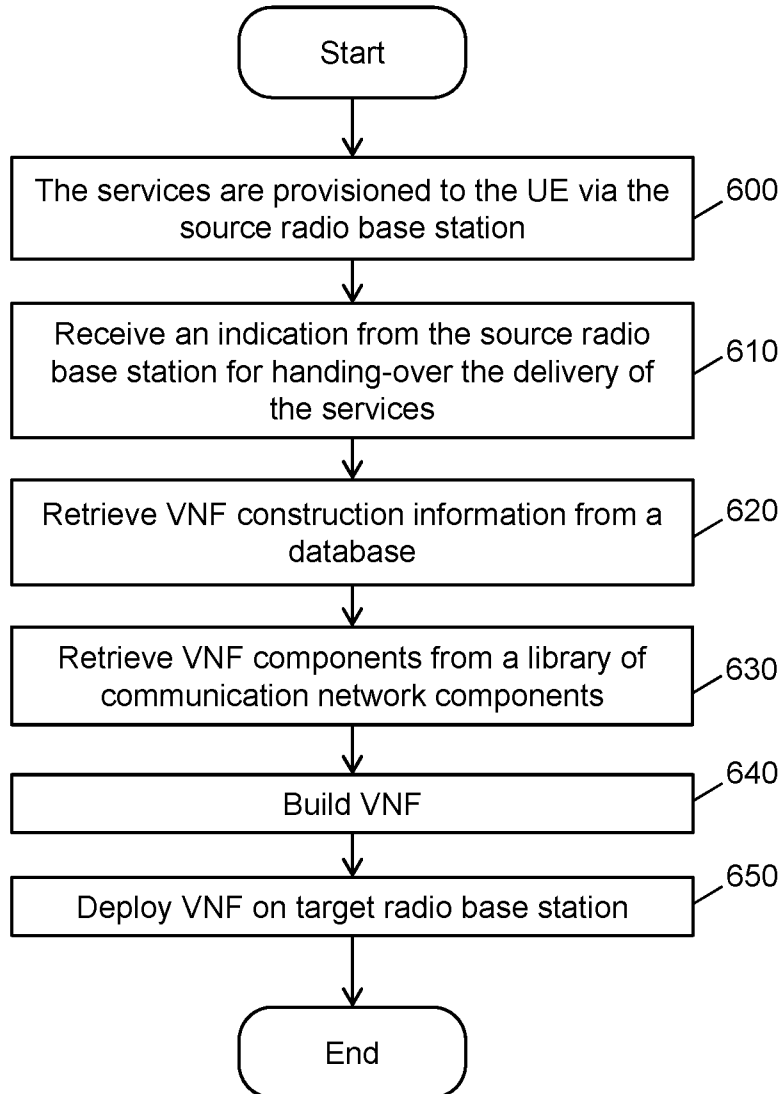 Start
The services are provisioned to the UE via the
source radio base station
600
Receive an indication from the source radio
base station for handing-over the delivery of
the services
610
Retrieve VNF construction information from a
database
620
Retrieve VNF components from a library of
communication network components
630
Build VNF
640
Deploy VNF on target radio base station
650
End